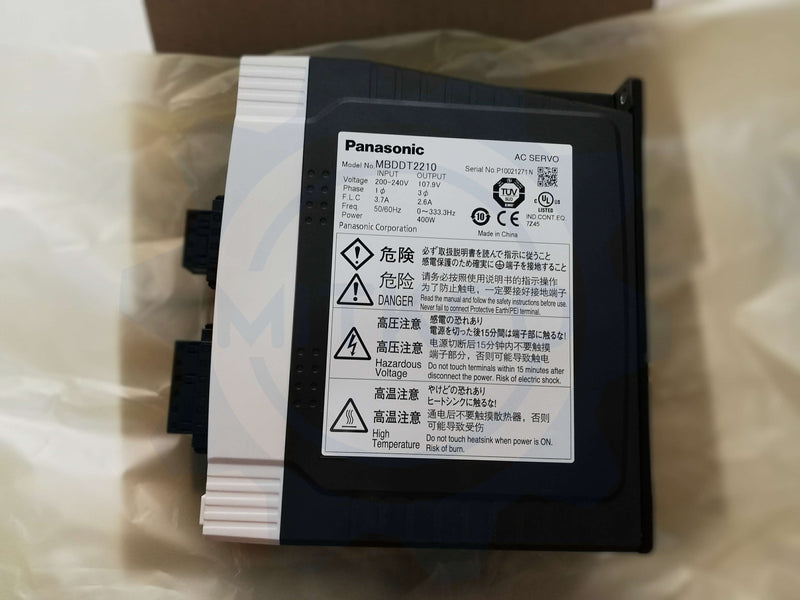 Panasonic
AC SERVO
Model No. MBDDT2210
Serial No. P10021271N
INPUT OUTPUT
Voltage 200-240V 107.9V
Phase 1φ 3φ
F.L.C 3.7A 2.6A
Freq. 50/60Hz 0～333.3Hz
Power 400W
Panasonic Corporation
TÜV
SÜD
10
CE
UL US
LISTED
IND.CONT.EQ.
7Z45
Made in China
危険 必ず取扱説明書を読んで指示に従うこと
感電保護のため確実に端子を接地すること
危险 请务必按照使用说明书的指示操作
为了防止触电，一定要接好接地端子
DANGER Read the manual and follow the safety instructions before use.
Never fail to connect Protective Earth(PE) terminal.
高圧注意 感電の恐れあり
電源を切った後15分間は端子部に触るな!
高压注意 电源切断后15分钟内不要触摸
端子部分，否则可能导致触电
Hazardous Voltage Do not touch terminals within 15 minutes after
disconnect the power. Risk of electric shock.
高温注意 やけどの恐れあり
ヒートシンクに触るな!
高温注意 通电后不要触摸散热器，否则
可能导致受伤
High Temperature Do not touch heatsink when power is ON.
Risk of burn.